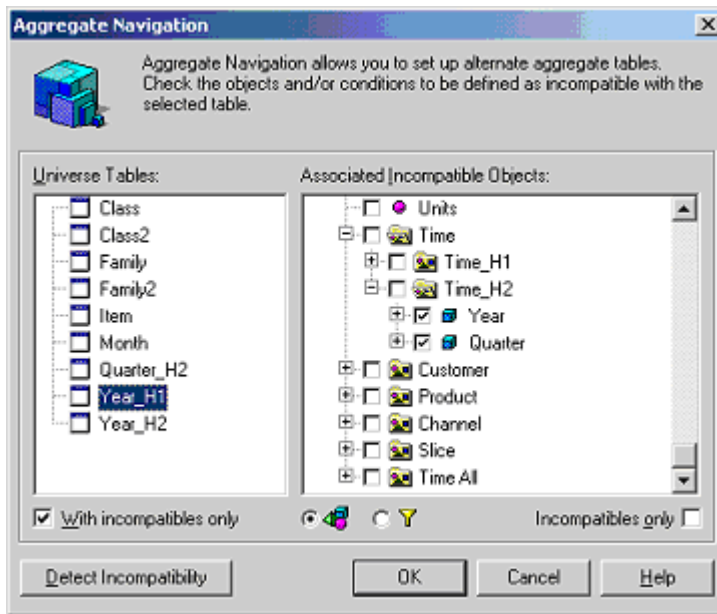 Aggregate Navigation
Aggregate Navigation allows you to set up alternate aggregate tables.
Check the objects and/or conditions to be defined as incompatible with the
selected table.
Universe Tables:
Class
Class2
Family
Family2
Item
Month
Quarter_H2
Year_H1
Year_H2
With incompatibles only
Associated Incompatible Objects:
Units
Time
Time_H1
Time_H2
Year
Quarter
Customer
Product
Channel
Slice
Time All
Incompatibles only
Detect Incompatibility
OK
Cancel
Help